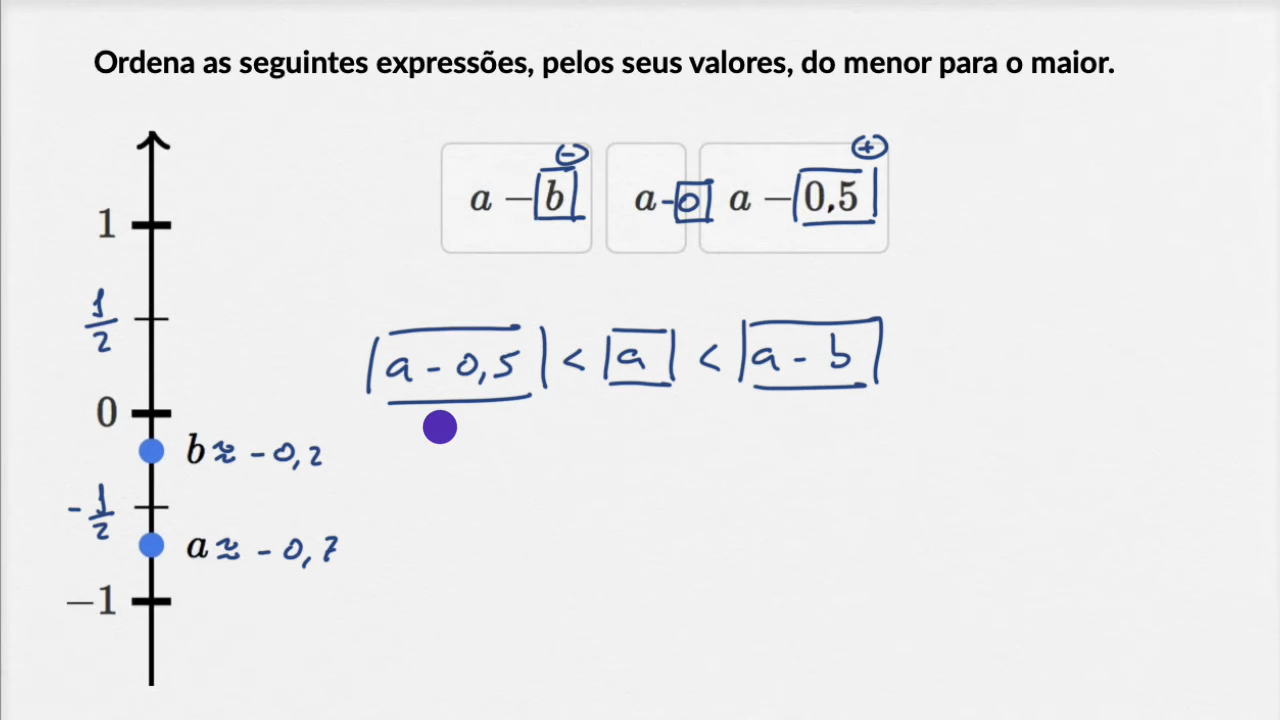 Ordena as seguintes expressões, pelos seus valores, do menor para o maior.
a − b (-)
a - 0
a − 0,5 (+)
1
1/2
|a - 0,5| < |a| < |a - b|
0
b ≈ - 0,2
- 1/2
a ≈ - 0,7
−1